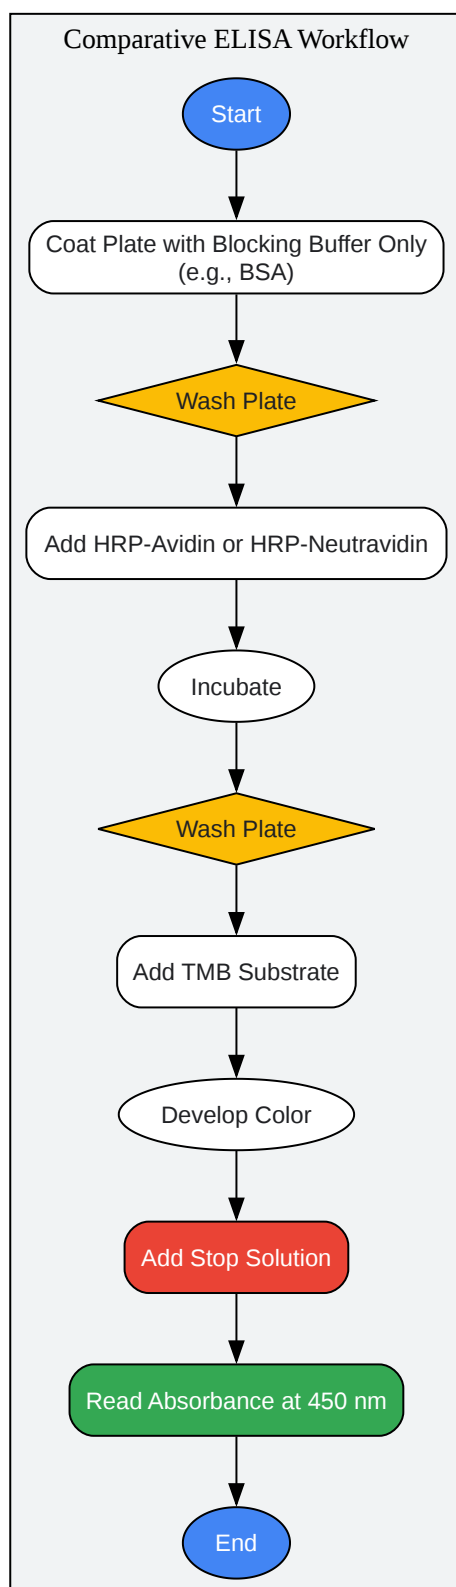 Comparative ELISA Workflow
Start
Coat Plate with Blocking Buffer Only
(e.g., BSA)
Wash Plate
Add HRP-Avidin or HRP-Neutravidin
Incubate
Wash Plate
Add TMB Substrate
Develop Color
Add Stop Solution
Read Absorbance at 450 nm
End